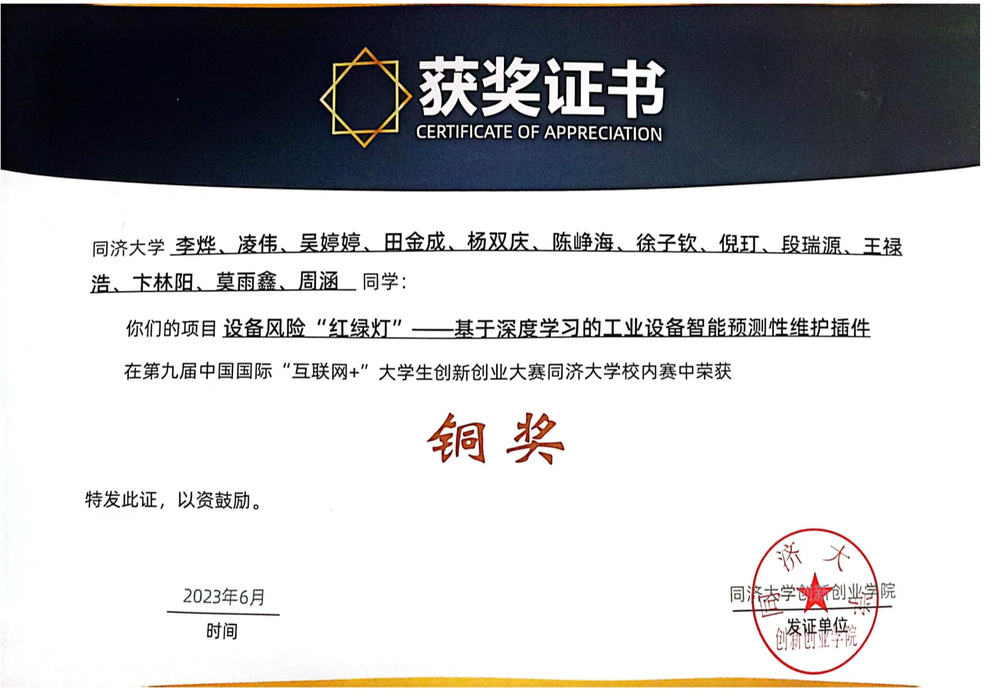 获奖证书
CERTIFICATE OF APPRECIATION
同济大学 李烨、凌伟、吴婷婷、田金成、杨双庆、陈峥海、徐子钦、倪玎、段瑞源、王禄
浩、卞林阳、莫雨鑫、周涵 同学：
你们的项目 设备风险“红绿灯”——基于深度学习的工业设备智能预测性维护插件
在第九届中国国际“互联网+”大学生创新创业大赛同济大学校内赛中荣获
铜奖
特发此证，以资鼓励。
2023年6月
时间
同济大学创新创业学院
发证单位
同济大学
创新创业学院